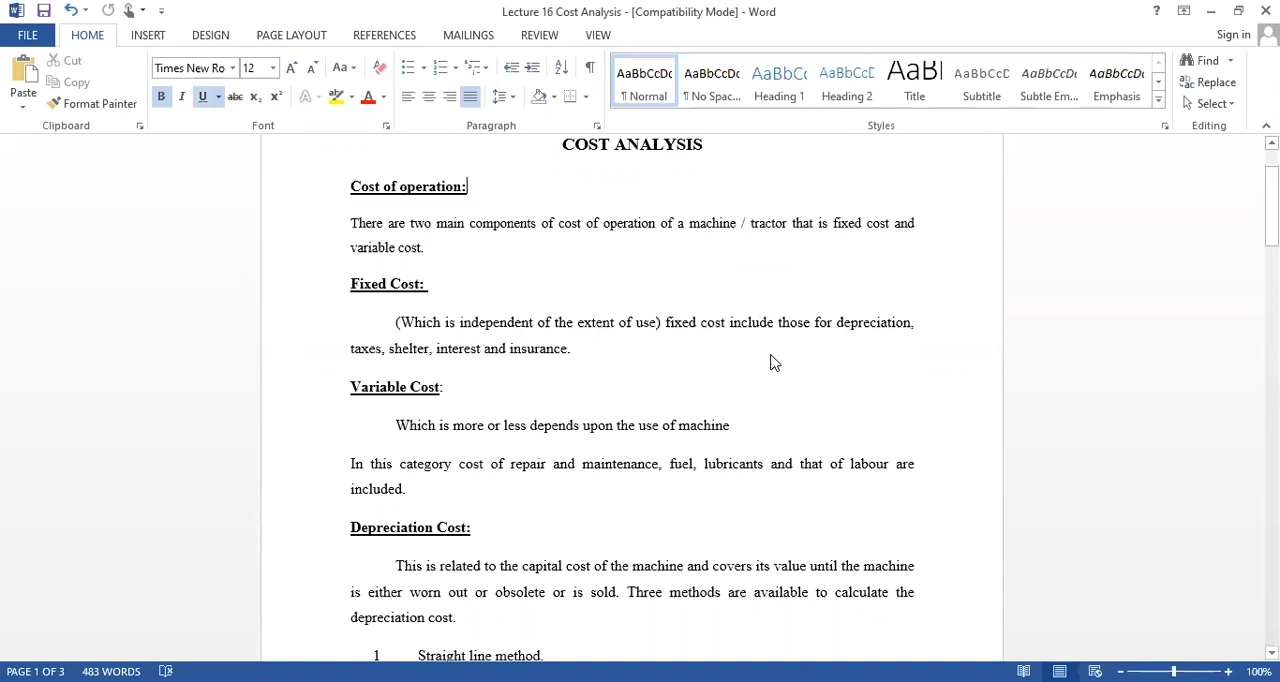 Lecture 16 Cost Analysis - [Compatibility Mode] - Word
?
FILE HOME INSERT DESIGN PAGE LAYOUT REFERENCES MAILINGS REVIEW VIEW Sign in
Paste
Cut
Copy
Format Painter
Clipboard
Times New Ro 12 A A Aa
B I U abc X₂ X² A ab A
Font
Paragraph
AaBbCcDc AaBbCcDc AaBbCc AaBbCcE AaBl AaBbCcD AaBbCcDc AaBbCcDc
¶ Normal ¶ No Spac... Heading 1 Heading 2 Title Subtitle Subtle Em... Emphasis
Styles
Find
Replace
Select
Editing
COST ANALYSIS
Cost of operation:
There are two main components of cost of operation of a machine / tractor that is fixed cost and
variable cost.
Fixed Cost:
(Which is independent of the extent of use) fixed cost include those for depreciation,
taxes, shelter, interest and insurance.
Variable Cost:
Which is more or less depends upon the use of machine
In this category cost of repair and maintenance, fuel, lubricants and that of labour are
included.
Depreciation Cost:
This is related to the capital cost of the machine and covers its value until the machine
is either worn out or obsolete or is sold. Three methods are available to calculate the
depreciation cost.
1 Straight line method.
PAGE 1 OF 3 483 WORDS 100%